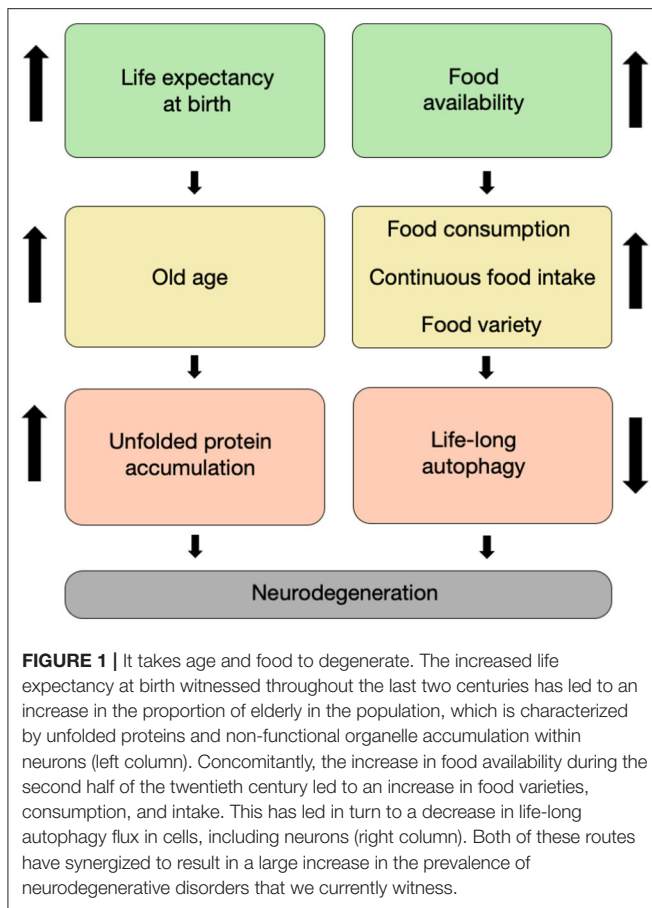 Life expectancy
at birth
Food
availability
Old age
Food consumption
Continuous food intake
Food variety
Unfolded protein
accumulation
Life-long
autophagy
Neurodegeneration
FIGURE 1 | It takes age and food to degenerate. The increased life
expectancy at birth witnessed throughout the last two centuries has led to an
increase in the proportion of elderly in the population, which is characterized
by unfolded proteins and non-functional organelle accumulation within
neurons (left column). Concomitantly, the increase in food availability during the
second half of the twentieth century led to an increase in food varieties,
consumption, and intake. This has led in turn to a decrease in life-long
autophagy flux in cells, including neurons (right column). Both of these routes
have synergized to result in a large increase in the prevalence of
neurodegenerative disorders that we currently witness.